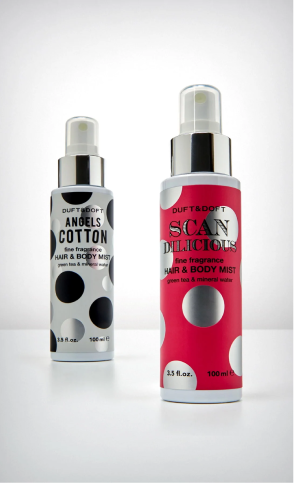 DUFT&DOFT
ANGELS
COTTON
fine fragrance
HAIR & BODY MIST
green tea & mineral water
3.5 fl.oz. 100 ml e
DUFT&DOFT
SCAN
DILICIOUS
fine fragrance
HAIR & BODY MIST
green tea & mineral water
3.5 fl.oz. 100 ml e